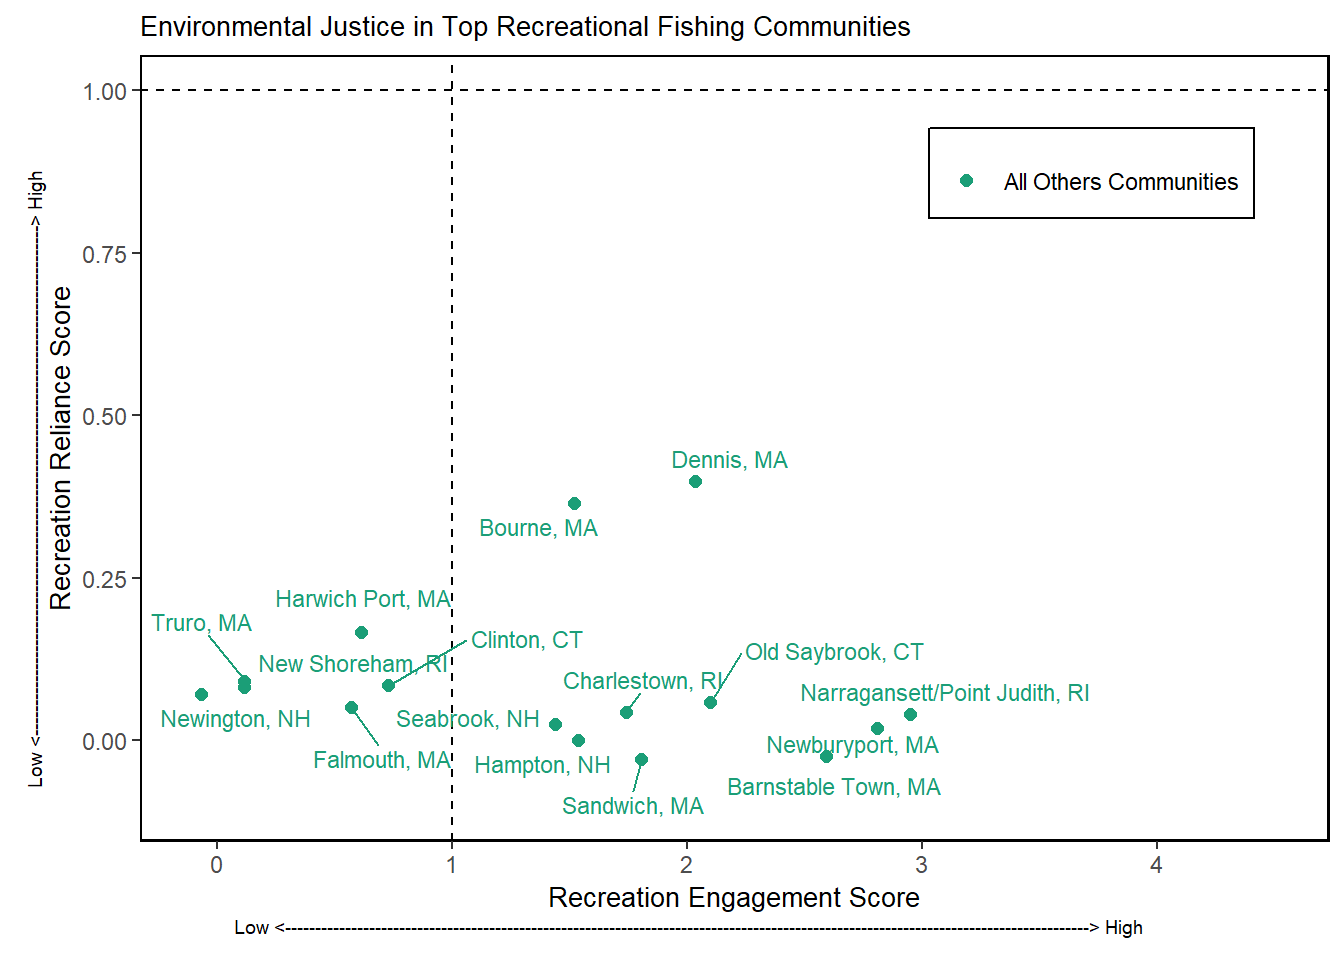 Environmental Justice in Top Recreational Fishing Communities
1.00
0.75
0.50
0.25
0.00
Low <--------------------------------------------------------------------------------> High
Recreation Reliance Score
All Others Communities
Dennis, MA
Bourne, MA
Harwich Port, MA
Truro, MA
Clinton, CT
Old Saybrook, CT
New Shoreham, RI
Charlestown, RI
Narragansett/Point Judith, RI
Newington, NH
Seabrook, NH
Newburyport, MA
Falmouth, MA
Hampton, NH
Barnstable Town, MA
Sandwich, MA
0 1 2 3 4
Recreation Engagement Score
Low <--------------------------------------------------------------------------------------------------------------------------------------> High